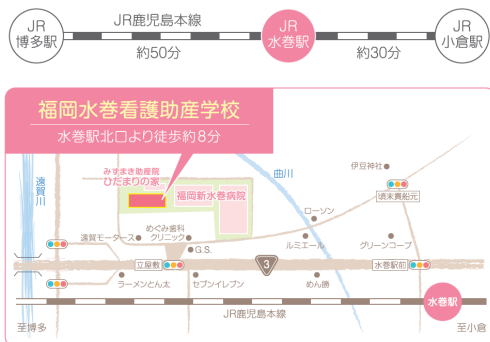 JR
博多駅
JR鹿児島本線
約50分
JR
水巻駅
約30分
JR
小倉駅
福岡水巻看護助産学校
水巻駅北口より徒歩約8分
みずまき助産院
ひだまりの家
福岡新水巻病院
遠賀川
曲川
伊豆神社
頃末貴船元
ローソン
めぐみ歯科
クリニック
遠賀モータース
G.S.
ルミエール
グリーンコープ
立屋敷
3
水巻駅前
ラーメンとん太
セブンイレブン
めん勝
水巻駅
JR鹿児島本線
至博多
至小倉